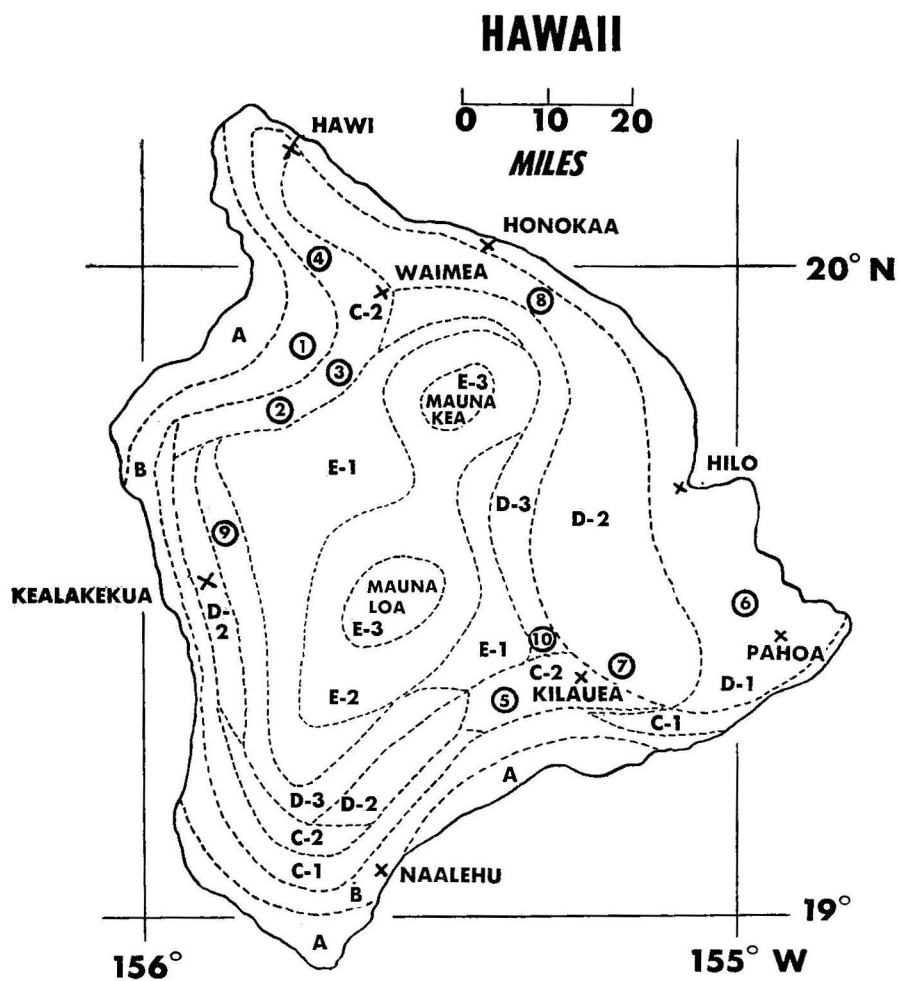 HAWAII
0 10 20
MILES
HAWI
HONOKAA
④
WAIMEA
20° N
⑧
C-2
A
①
③
E-3
MAUNA
KEA
②
B
E-1
HILO
D-3
D-2
⑨
KEALAKEKUA
MAUNA
LOA
E-3
D-
2
⑥
⑩
PAHOA
E-1
C-2
⑦
KILAUEA
D-1
E-2
⑤
C-1
A
D-3
D-2
C-2
C-1
NAALEHU
B
19°
A
156°
155° W